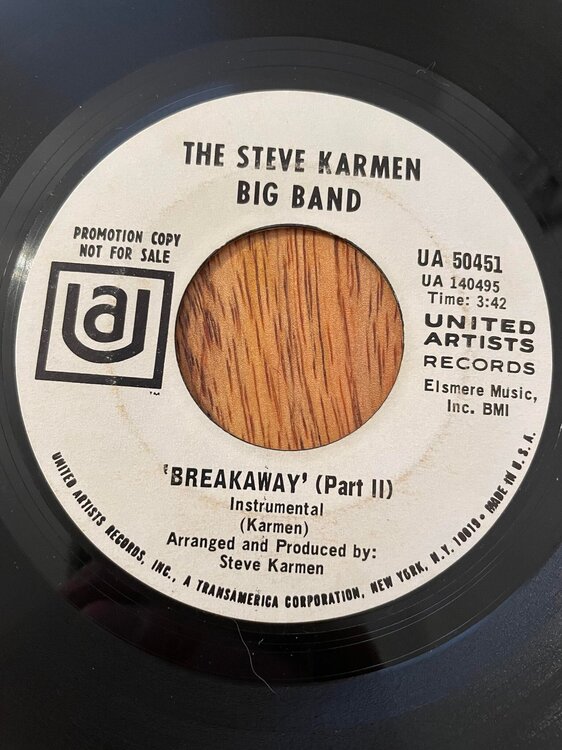 THE STEVE KARMEN
BIG BAND
PROMOTION COPY
NOT FOR SALE
ua
TM
UA 50451
UA 140495
Time: 3:42
UNITED
ARTISTS
RECORDS
Elsmere Music,
Inc. BMI
'BREAKAWAY' (Part II)
Instrumental
(Karmen)
Arranged and Produced by:
Steve Karmen
UNITED ARTISTS RECORDS, INC., A TRANSAMERICA CORPORATION, NEW YORK, N.Y. 10019 • MADE IN U.S.A.